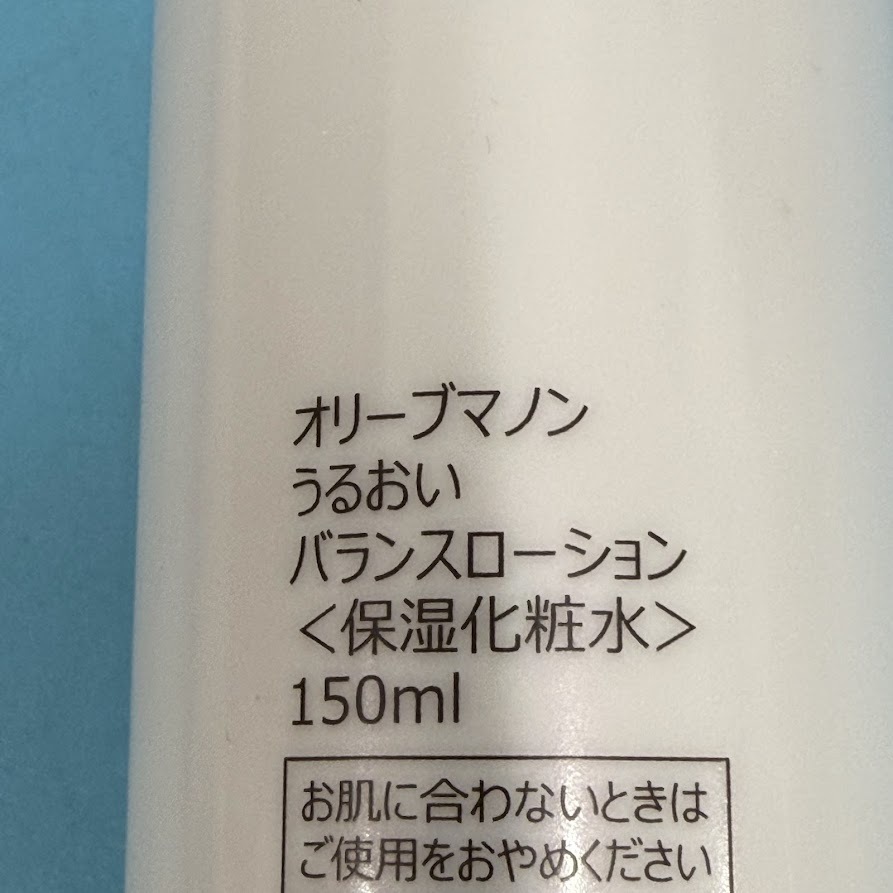 オリーブマノン
うるおい
バランスローション
＜保湿化粧水＞
150ml
お肌に合わないときは
ご使用をおやめください